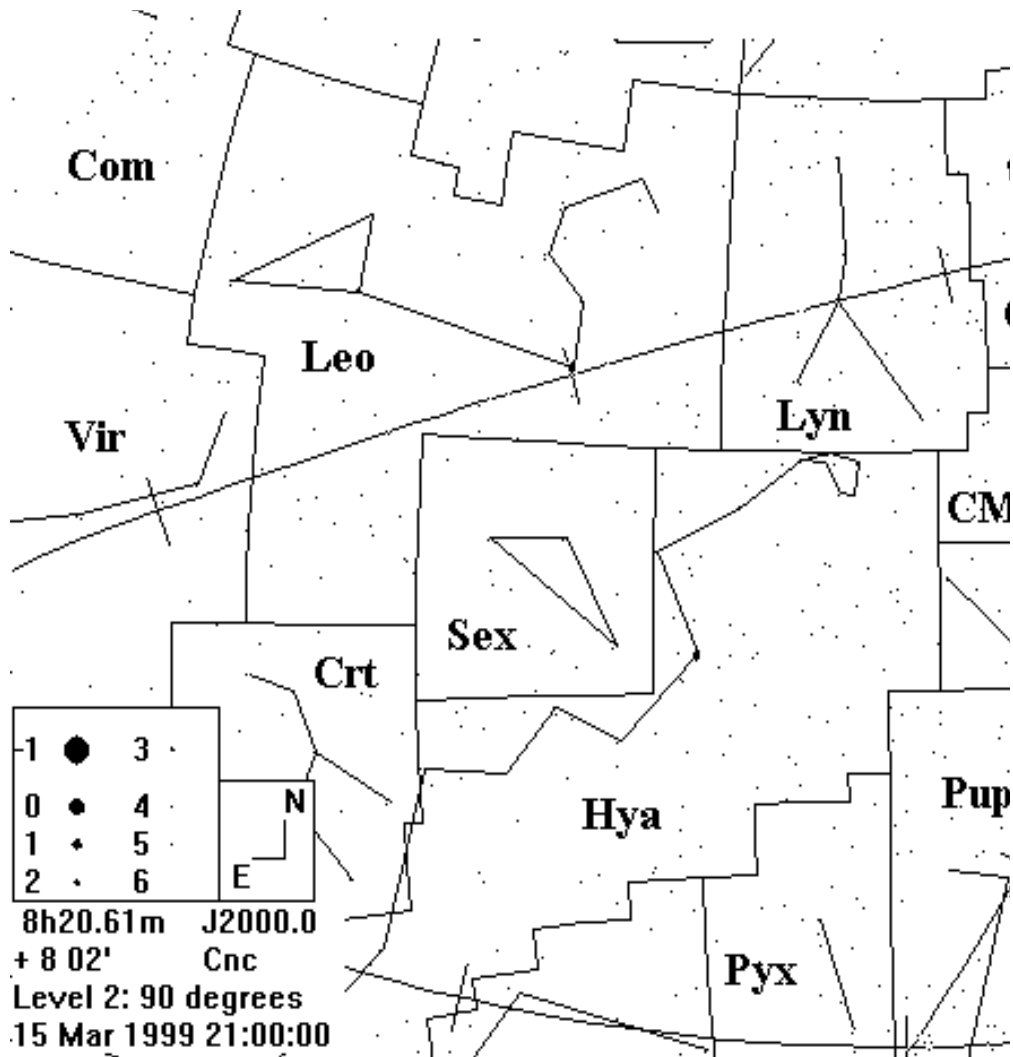 Com
Leo
Vir
Lyn
CM
Sex
Crt
-1 3
0 4
1 5
2 6
N
E
Hya
Pup
Pyx
8h20.61m J2000.0
+ 8 02' Cnc
Level 2: 90 degrees
15 Mar 1999 21:00:00